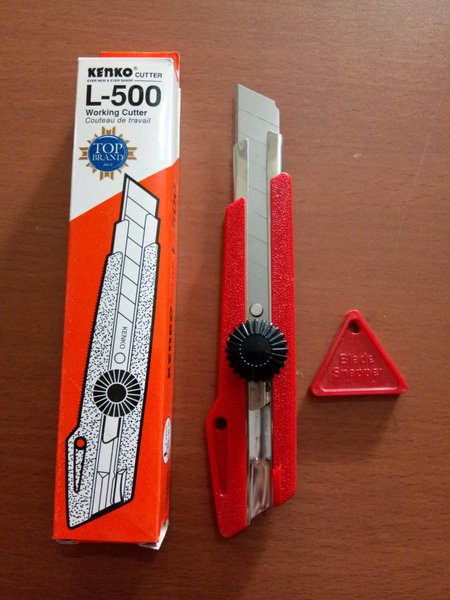 KENKO® CUTTER
EVER NEW & EVER SHARP
L-500
Working Cutter
Couteau de travail
TOP
BRAND
KENKO
Blade
Snapper